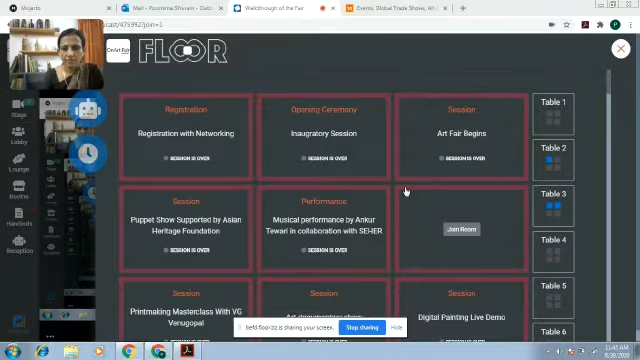 Mojarto
Mail - Poornima Shivram - Outl
Walkthrough of the Fair
Events, Global Trade Shows, All
cast/475992?join=1
BeArt Fair
FLOOR
Stage
Lobby
Lounge
Booths
Handouts
Reception
Registration
Registration with Networking
SESSION IS OVER
Opening Ceremony
Inaugratory Session
SESSION IS OVER
Session
Art Fair Begins
SESSION IS OVER
Session
Puppet Show Supported by Asian
Heritage Foundation
SESSION IS OVER
Performance
Musical performance by Ankur
Tewari in collaboration with SEHER
SESSION IS OVER
Join Room
Session
Printmaking Masterclass With VG
Venugopal
Session
Session
Digital Painting Live Demo
Table 1
Table 2
Table 3
Table 4
Table 5
Table 6
befd.floor.bz is sharing your screen.
Stop sharing
Hide
11:45 AM
8/30/2020